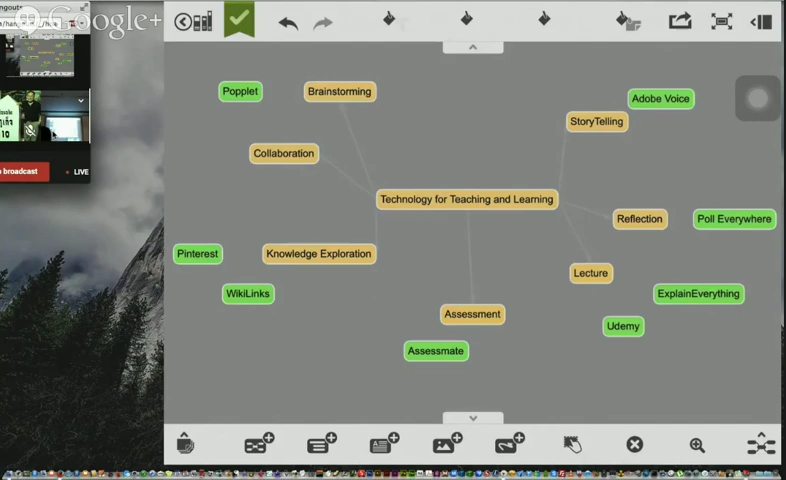 Google+
Popplet
Brainstorming
Adobe Voice
StoryTelling
Collaboration
Technology for Teaching and Learning
Reflection
Poll Everywhere
Pinterest
Knowledge Exploration
Lecture
WikiLinks
ExplainEverything
Assessment
Udemy
Assessmate
broadcast
LIVE